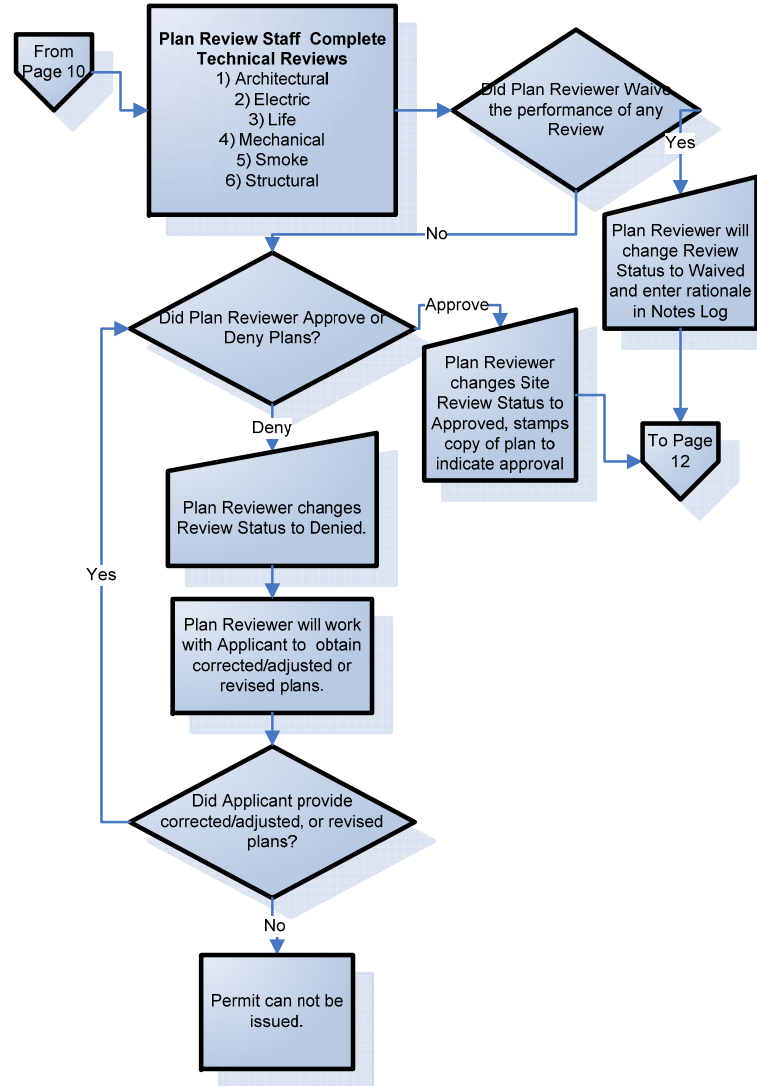 From
Page 10
Plan Review Staff  Complete
Technical Reviews
1) Architectural
2) Electric
3) Life
4) Mechanical
5) Smoke
6) Structural
Did Plan Reviewer Waive
the performance of any
Review
Yes
No
Plan Reviewer will
change Review
Status to Waived
and enter rationale
in Notes Log
Did Plan Reviewer Approve or
Deny Plans?
Approve
Plan Reviewer
changes Site
Review Status to
Approved, stamps
copy of plan to
indicate approval
To Page
12
Deny
Plan Reviewer changes
Review Status to Denied.
Yes
Plan Reviewer will work
with Applicant to  obtain
corrected/adjusted or
revised plans.
Did Applicant provide
corrected/adjusted, or revised
plans?
No
Permit can not be
issued.